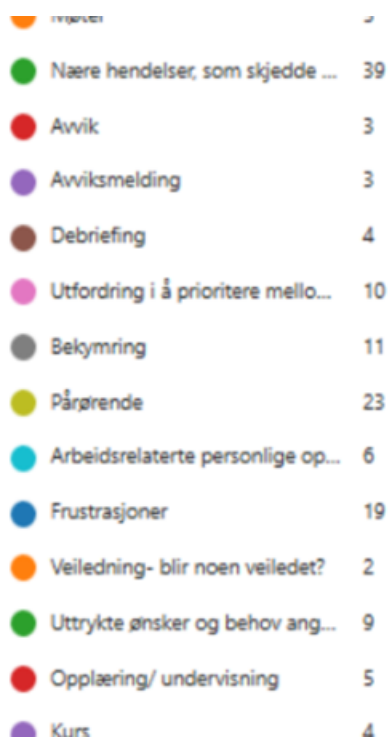 Møter
Nære hendelser, som skjedde ... 39
Avvik 3
Avviksmelding 3
Debriefing 4
Utfordring i å prioritere mello... 10
Bekymring 11
Pårørende 23
Arbeidsrelaterte personlige op... 6
Frustrasjoner 19
Veiledning- blir noen veiledet? 2
Uttrykte ønsker og behov ang... 9
Opplæring/ undervisning 5
Kurs 4